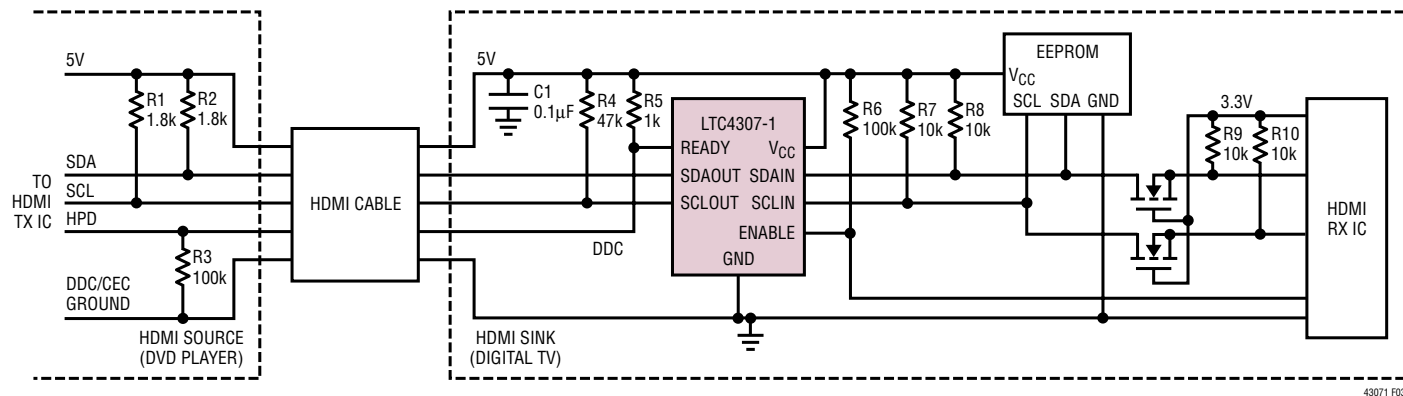 5V
R1
1.8k
R2
1.8k
SDA
TO
HDMI
TX IC
SCL
HPD
R3
100k
DDC/CEC
GROUND
HDMI SOURCE
(DVD PLAYER)
HDMI CABLE
5V
C1
0.1µF
R4
47k
R5
1k
LTC4307-1
READY VCC
SDAOUT SDAIN
SCLOUT SCLIN
ENABLE
GND
DDC
HDMI SINK
(DIGITAL TV)
R6
100k
R7
10k
R8
10k
EEPROM
VCC
SCL SDA GND
3.3V
R9
10k
R10
10k
HDMI
RX IC
43071 F03